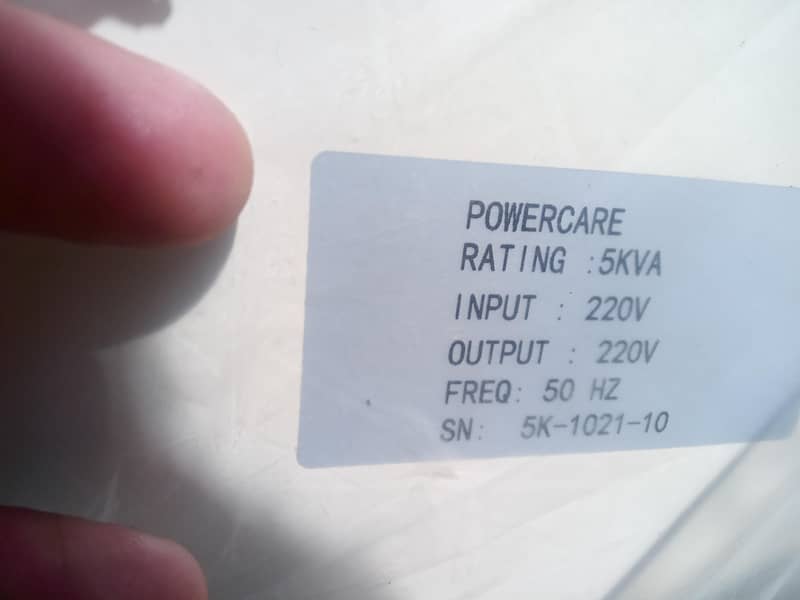 POWERCARE
RATING :5KVA
INPUT : 220V
OUTPUT : 220V
FREQ: 50 HZ
SN: 5K-1021-10